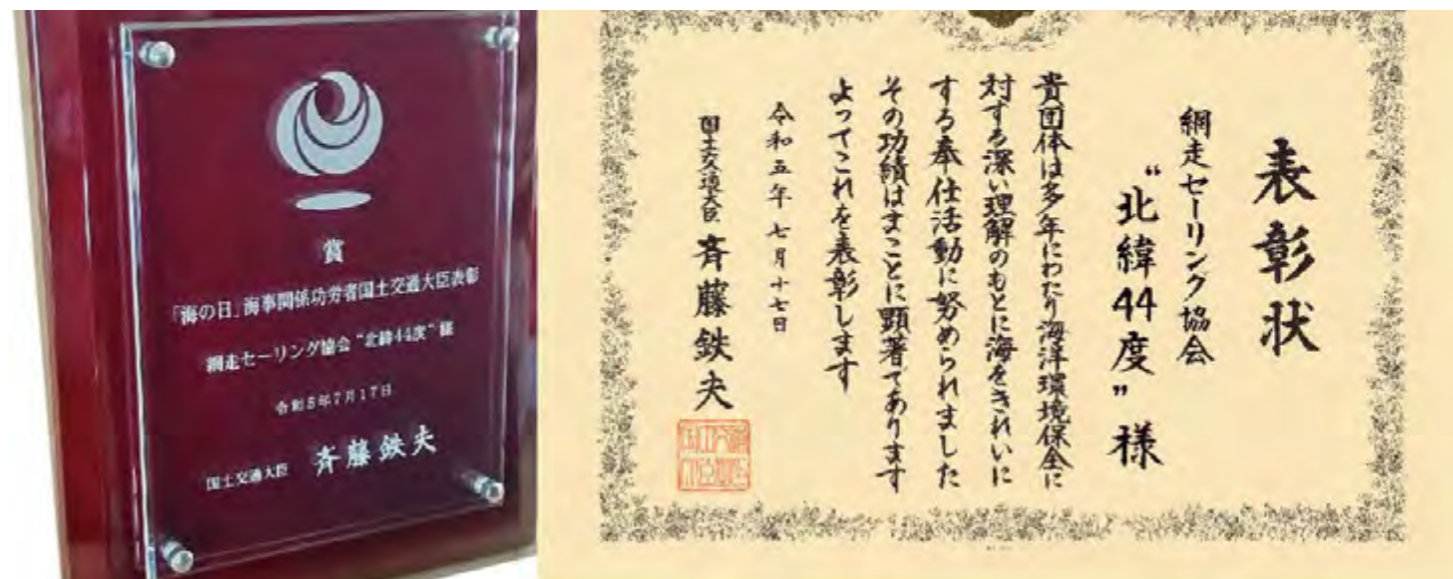 賞
「海の日」海事関係功労者国土交通大臣表彰
網走セーリング協会“北緯44度”様
令和5年7月17日
国土交通大臣 斉藤鉄夫
表彰状
網走セーリング協会
“北緯44度”様
貴団体は多年にわたり海洋環境保全に
対する深い理解のもとに海をきれいに
する奉仕活動に努められました
その功績はまことに顕著であります
よってこれを表彰します
令和五年七月十七日
国土交通大臣 斉藤鉄夫